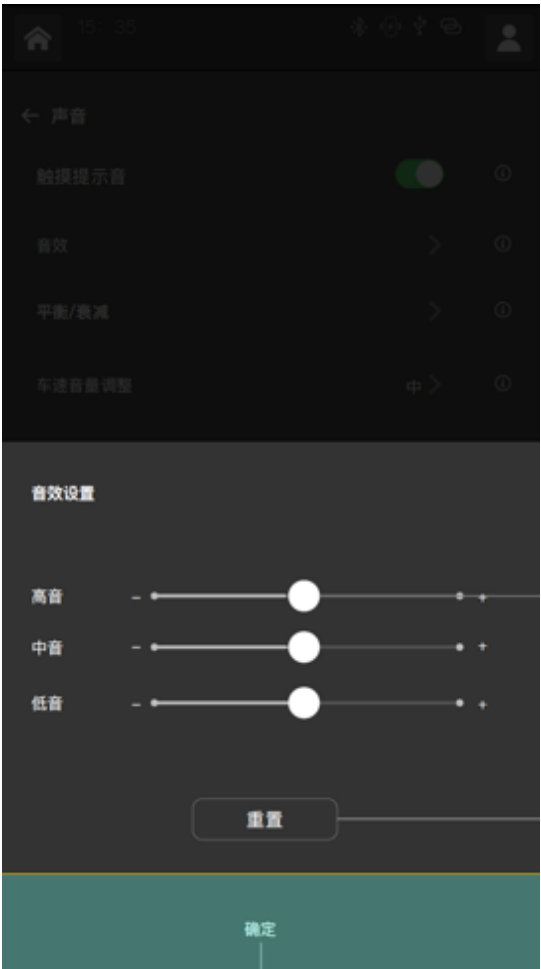 15: 35
声音
触摸提示音
音效
平衡/衰减
车速音量调整 中
音效设置
高音 - +
中音 - +
低音 - +
重置
确定